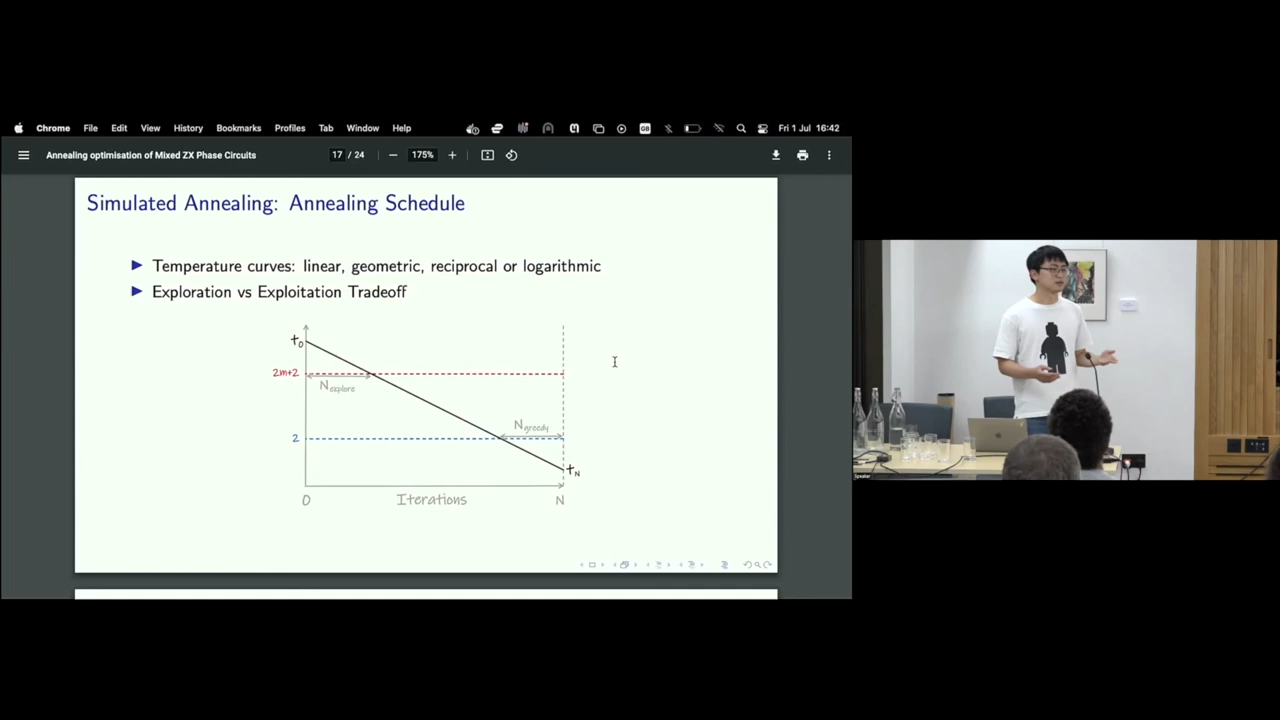 Chrome File Edit View History Bookmarks Profiles Tab Window Help GB Fri 1 Jul 16:42
Annealing optimisation of Mixed ZX Phase Circuits 17 / 24 − 175% +
Simulated Annealing: Annealing Schedule
Temperature curves: linear, geometric, reciprocal or logarithmic
Exploration vs Exploitation Tradeoff
t0
2m+2
Nexplore
Ngreedy
2
tN
0 Iterations N
Speaker